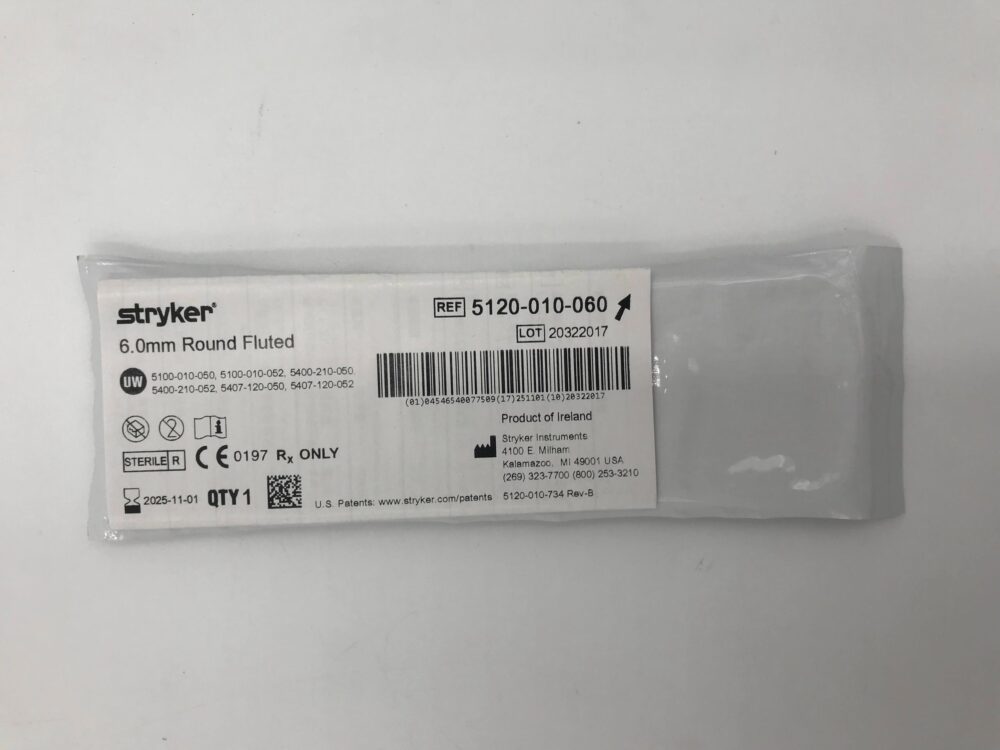 stryker®
6.0mm Round Fluted
REF 5120-010-060
LOT 20322017
UW 5100-010-050, 5100-010-052, 5400-210-050,
5400-210-052, 5407-120-050, 5407-120-052
(01)04546540077509(17)251101(10)20322017
2
i
STERILE R
CE 0197 Rx ONLY
2025-11-01 QTY 1
Product of Ireland
Stryker Instruments
4100 E. Milham
Kalamazoo, MI 49001 USA
(269) 323-7700 (800) 253-3210
U.S. Patents: www.stryker.com/patents
5120-010-734 Rev-B